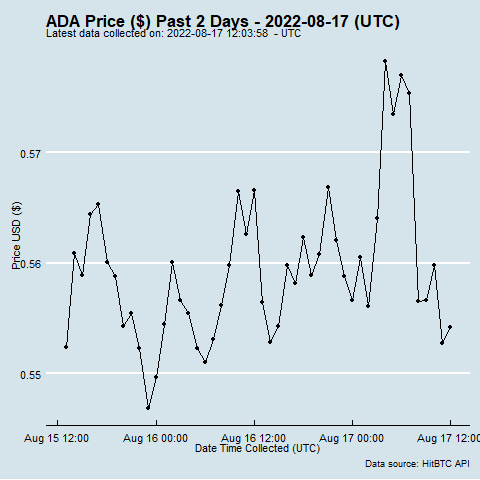 ADA Price ($) Past 2 Days - 2022-08-17 (UTC)
Latest data collected on: 2022-08-17 12:03:58  - UTC
0.57
0.56
0.55
Price USD ($)
Aug 15 12:00 Aug 16 00:00 Aug 16 12:00 Aug 17 00:00 Aug 17 12:00
Date Time Collected (UTC)
Data source: HitBTC API